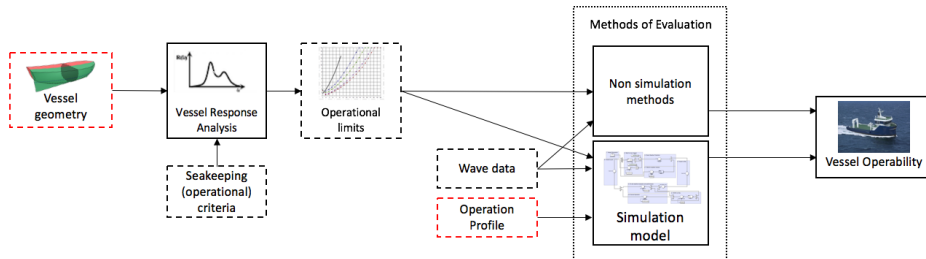 Methods of Evaluation
Vessel
geometry
Vessel Response
Analysis
Operational
limits
Non simulation
methods
Vessel Operability
Seakeeping
(operational)
criteria
Wave data
Operation
Profile
Simulation
model